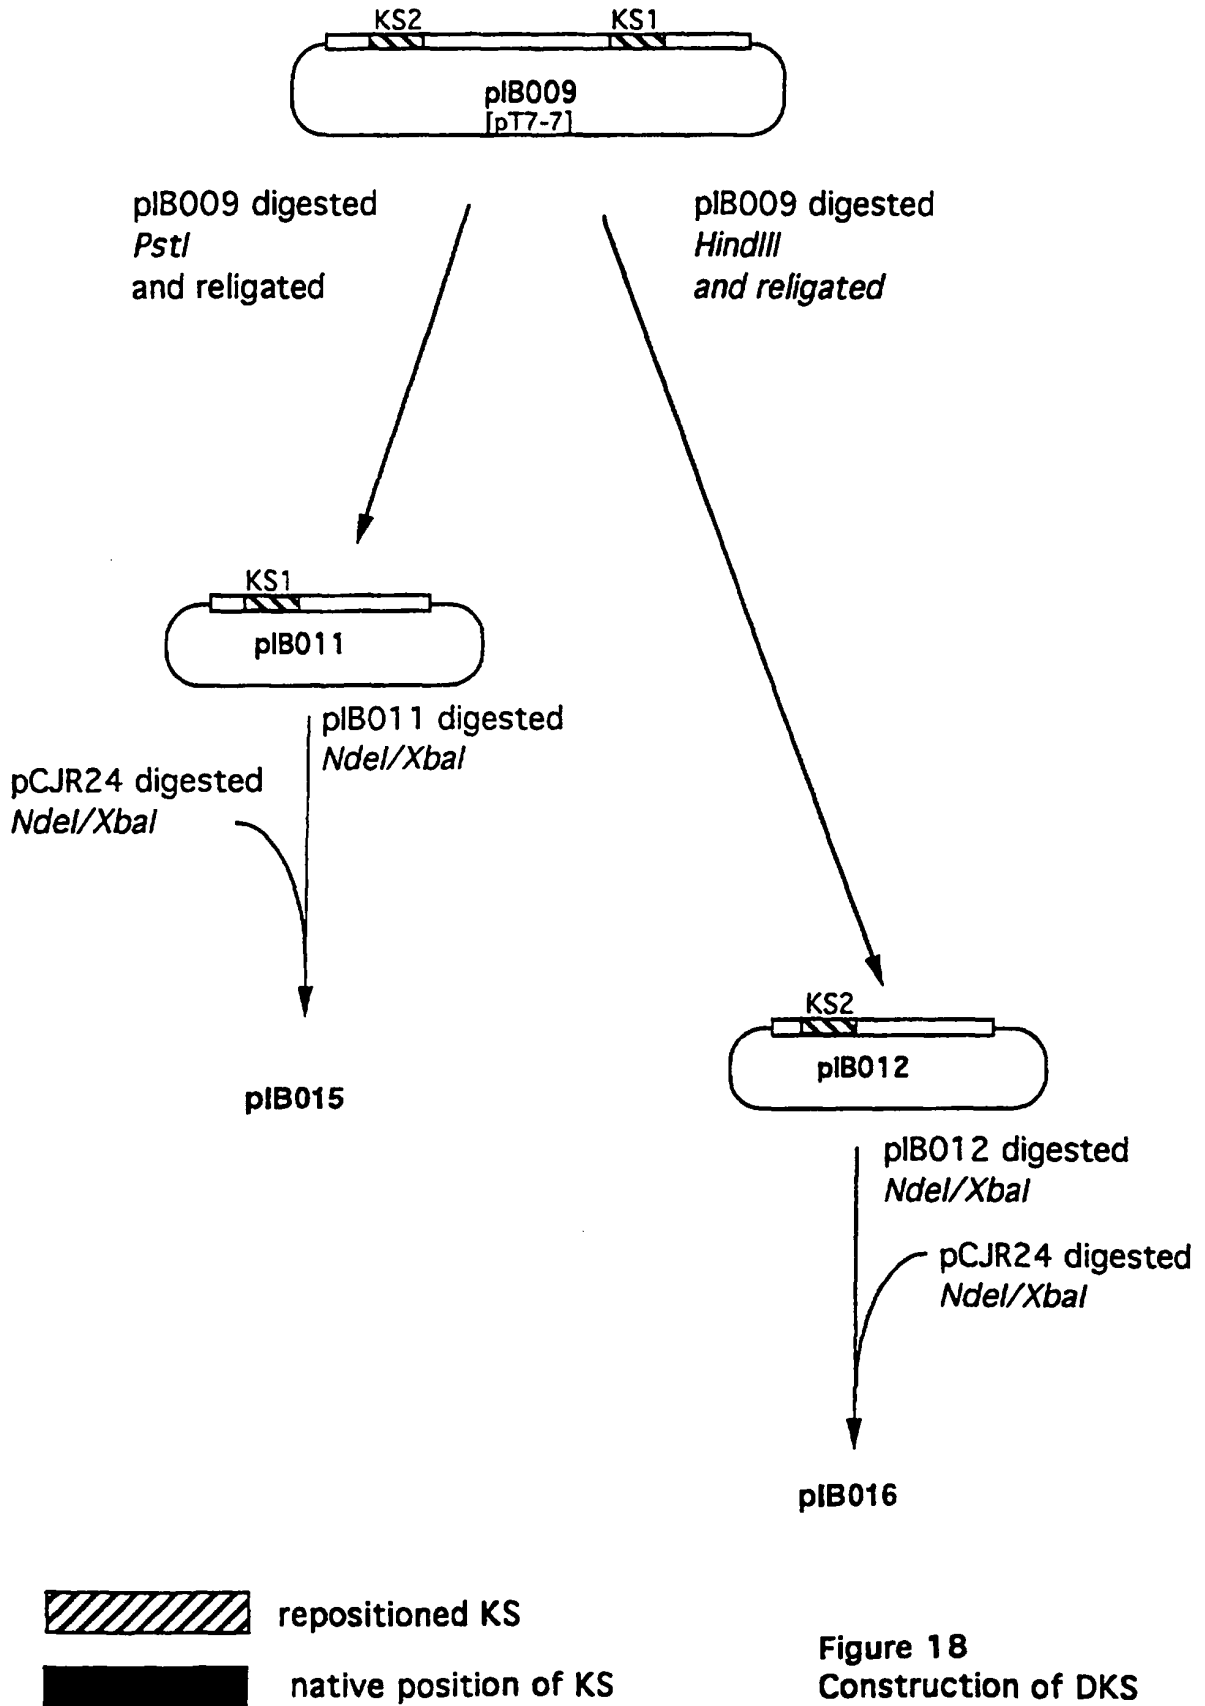 KS2
KS1
pIB009
[pT7-7]
pIB009 digested
PstI
and religated
pIB009 digested
HindIII
and religated
KS1
pIB011
pIB011 digested
NdeI/XbaI
pCJR24 digested
NdeI/XbaI
pIB015
KS2
pIB012
pIB012 digested
NdeI/XbaI
pCJR24 digested
NdeI/XbaI
pIB016
repositioned KS
native position of KS
Figure 18
Construction of DKS